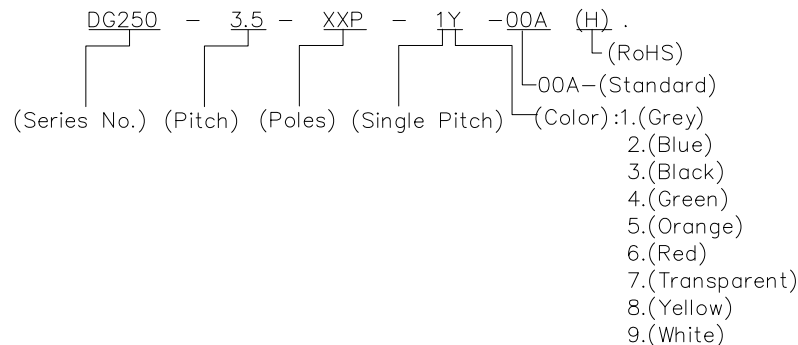 DG250 - 3.5 - XXP - 1Y -00A (H) .
(RoHS)
00A-(Standard)
(Series No.) (Pitch) (Poles) (Single Pitch) (Color):1.(Grey)
2.(Blue)
3.(Black)
4.(Green)
5.(Orange)
6.(Red)
7.(Transparent)
8.(Yellow)
9.(White)